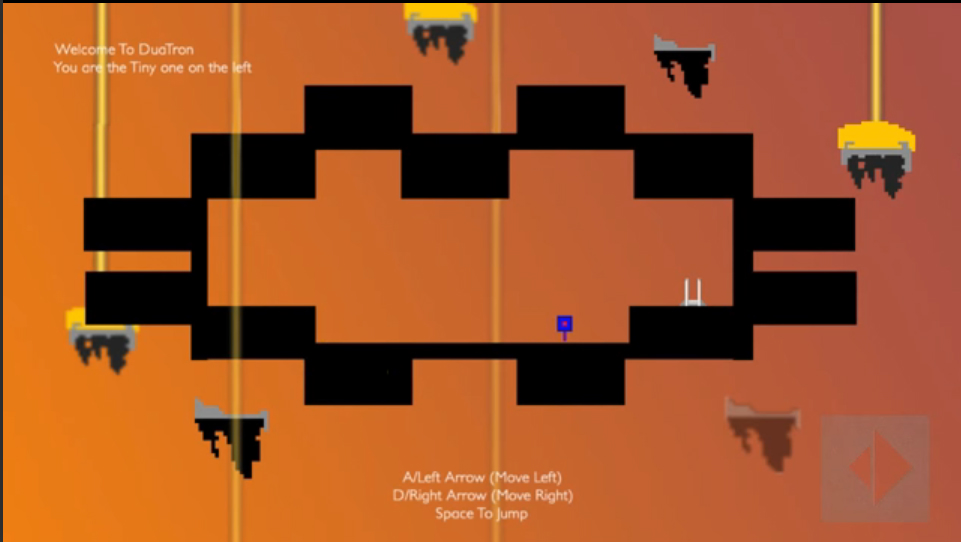 Welcome To DuaTron
You are the Tiny one on the left
A/Left Arrow (Move Left)
D/Right Arrow (Move Right)
Space To Jump